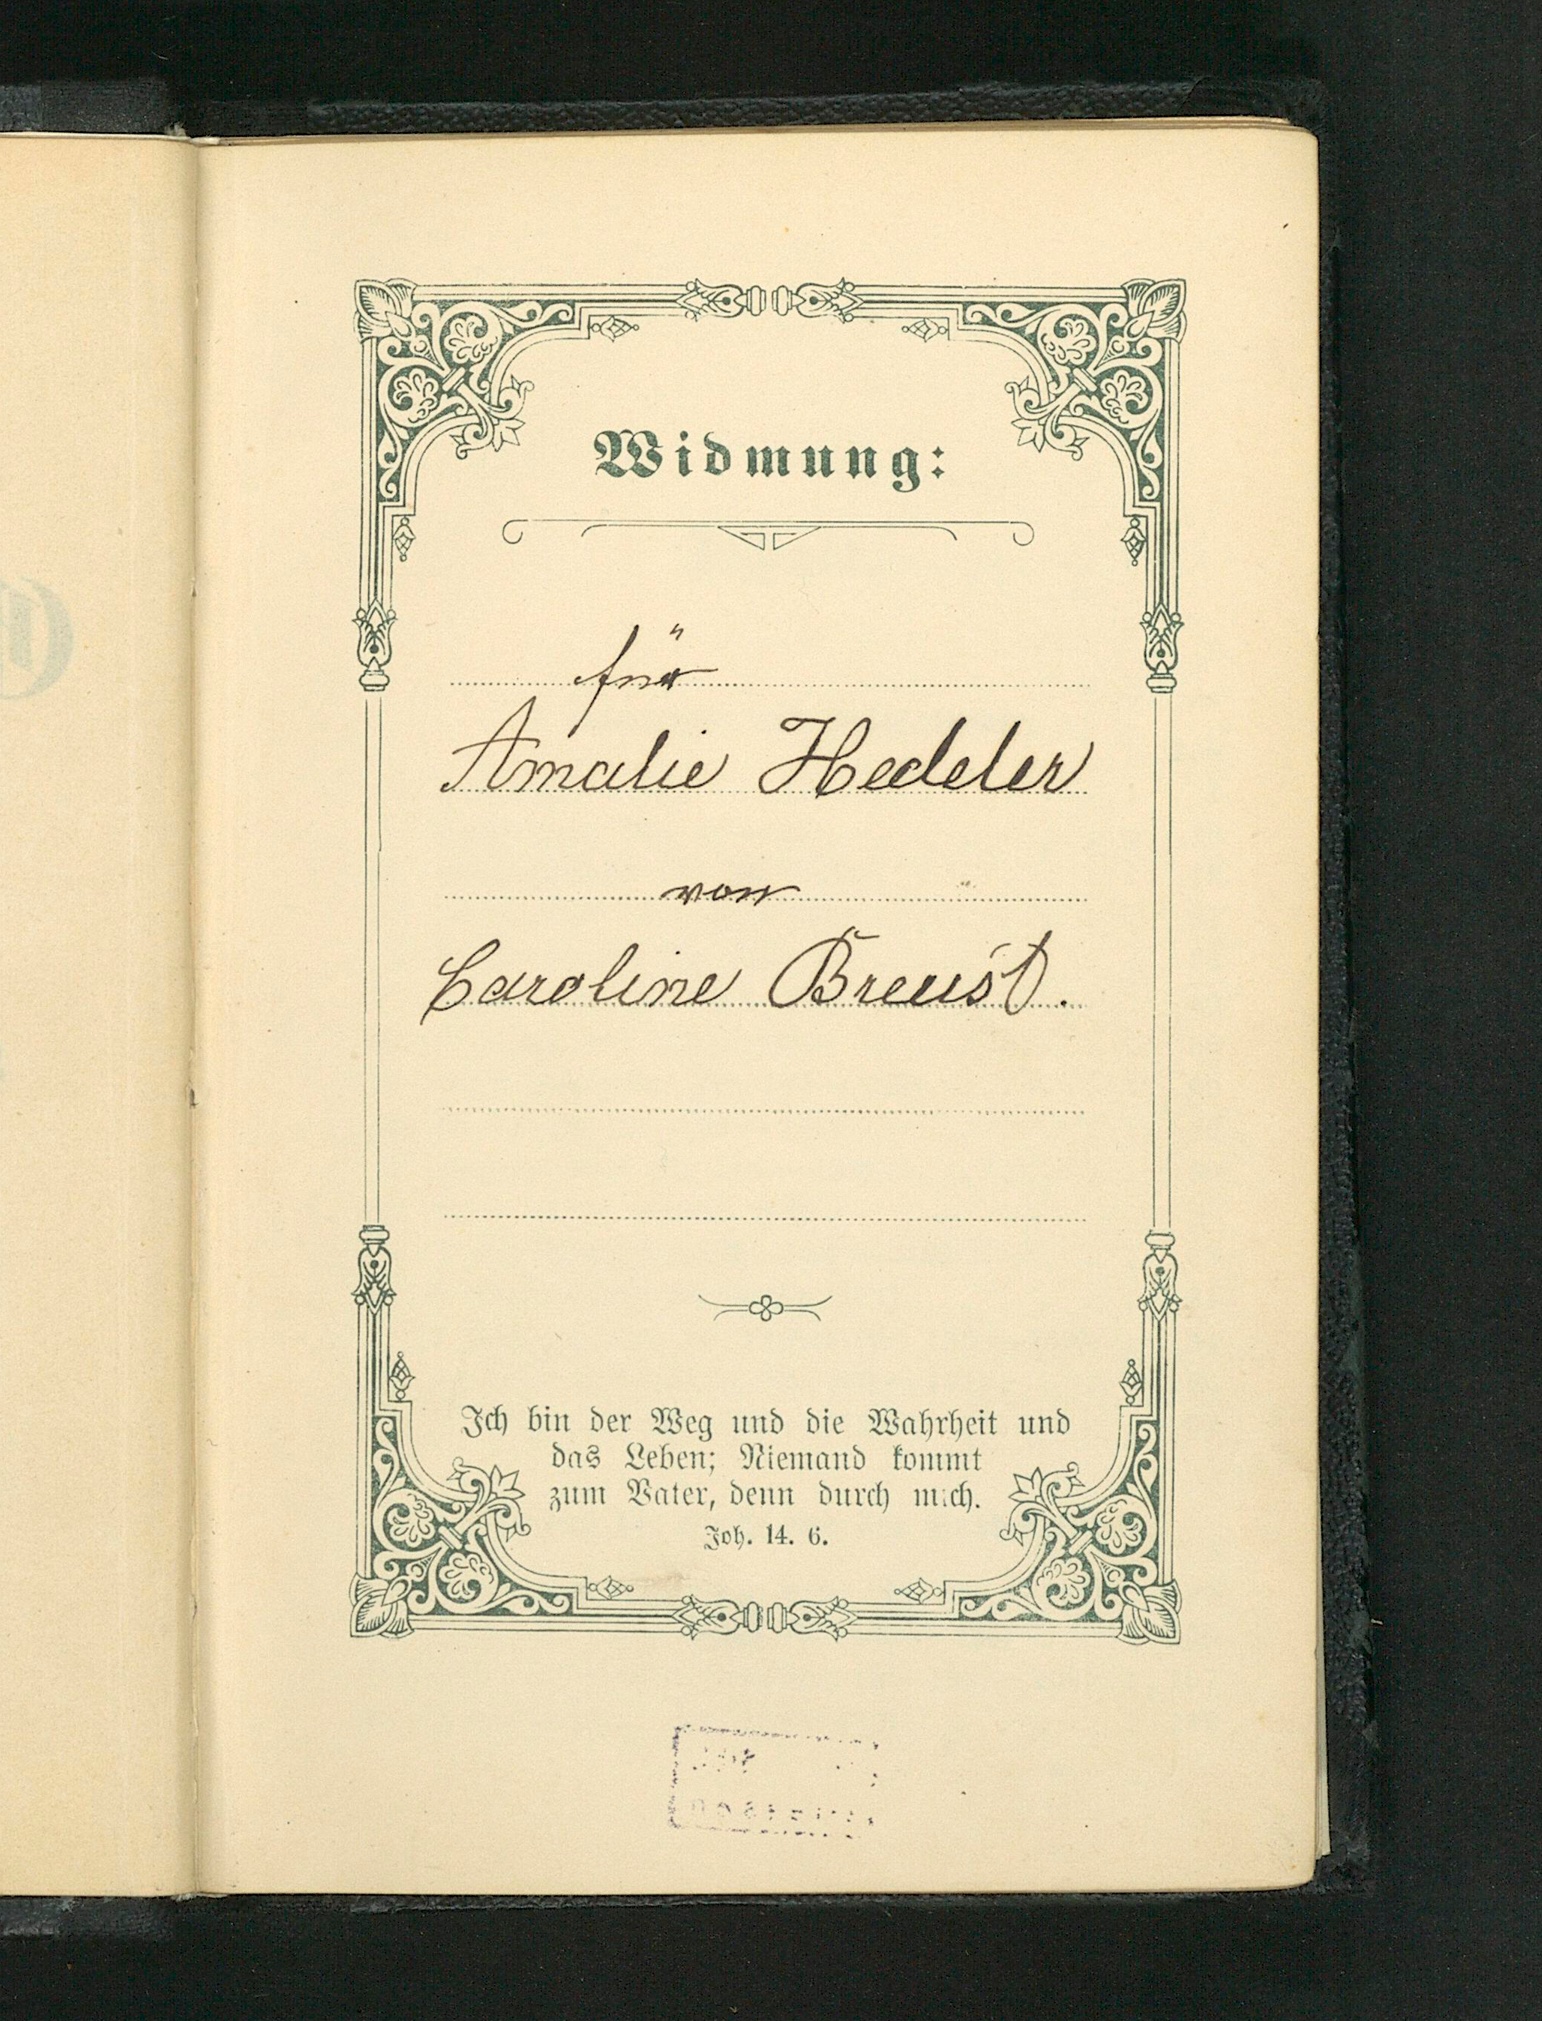 Widmung:
für
Amalie Hedeler
von
Caroline Breust.
Ich bin der Weg und die Wahrheit und
das Leben; Niemand kommt
zum Vater, denn durch mich.
Joh. 14. 6.